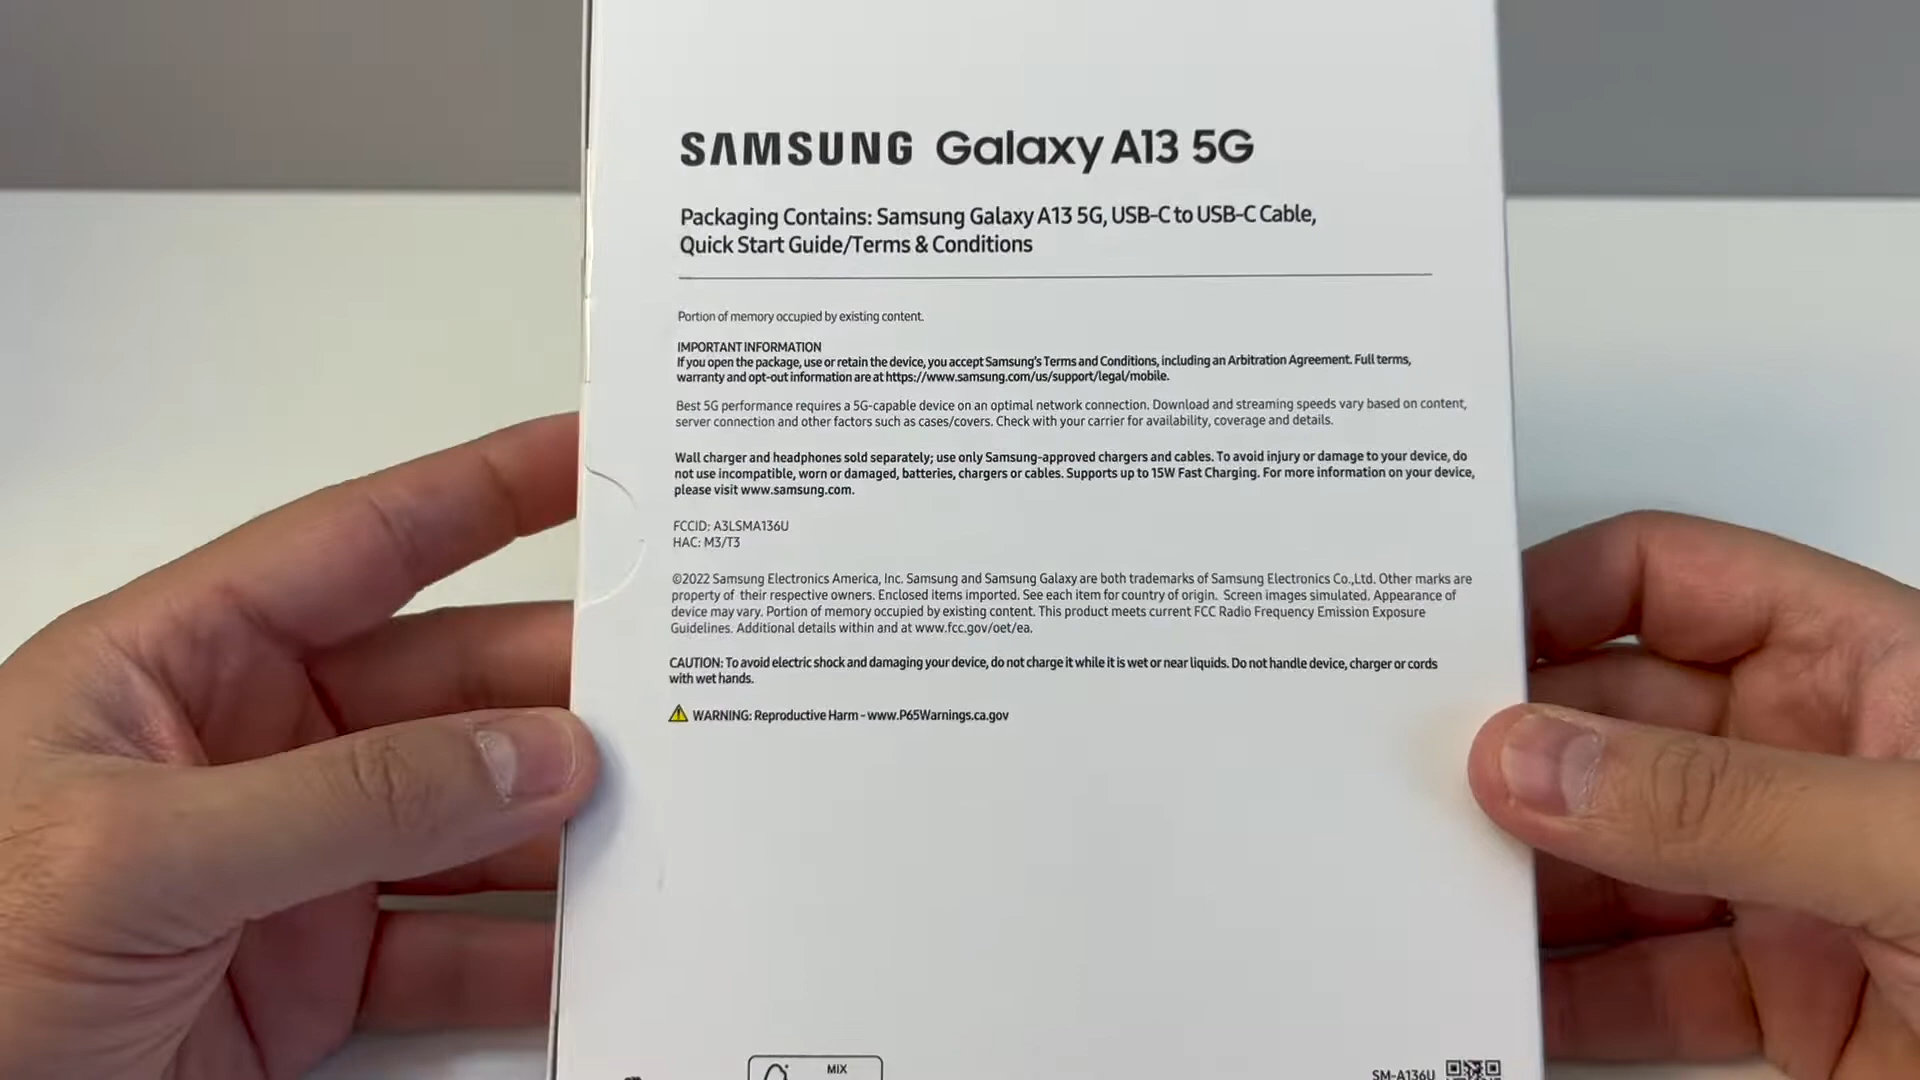 SAMSUNG Galaxy A13 5G
Packaging Contains: Samsung Galaxy A13 5G, USB-C to USB-C Cable,
Quick Start Guide/Terms & Conditions
Portion of memory occupied by existing content.
IMPORTANT INFORMATION
If you open the package, use or retain the device, you accept Samsung's Terms and Conditions, including an Arbitration Agreement. Full terms,
warranty and opt-out information are at https://www.samsung.com/us/support/legal/mobile.
Best 5G performance requires a 5G-capable device on an optimal network connection. Download and streaming speeds vary based on content,
server connection and other factors such as cases/covers. Check with your carrier for availability, coverage and details.
Wall charger and headphones sold separately; use only Samsung-approved chargers and cables. To avoid injury or damage to your device, do
not use incompatible, worn or damaged, batteries, chargers or cables. Supports up to 15W Fast Charging. For more information on your device,
please visit www.samsung.com.
FCCID: A3LSMA136U
HAC: M3/T3
©2022 Samsung Electronics America, Inc. Samsung and Samsung Galaxy are both trademarks of Samsung Electronics Co.,Ltd. Other marks are
property of their respective owners. Enclosed items imported. See each item for country of origin. Screen images simulated. Appearance of
device may vary. Portion of memory occupied by existing content. This product meets current FCC Radio Frequency Emission Exposure
Guidelines. Additional details within and at www.fcc.gov/oet/ea.
CAUTION: To avoid electric shock and damaging your device, do not charge it while it is wet or near liquids. Do not handle device, charger or cords
with wet hands.
WARNING: Reproductive Harm - www.P65Warnings.ca.gov
MIX
SM-A136U